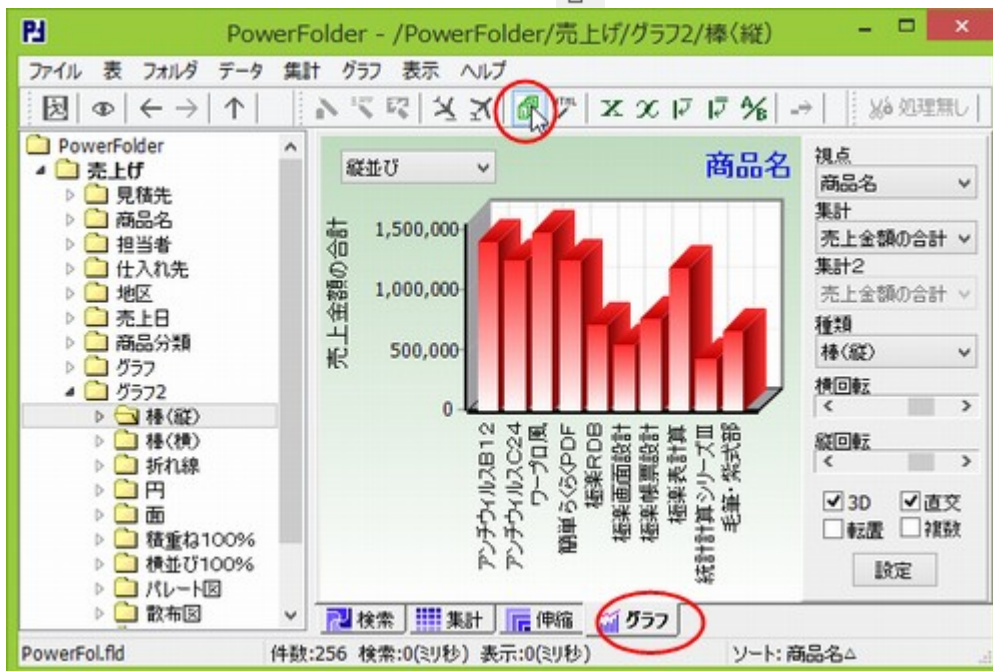 PowerFolder - /PowerFolder/売上げ/グラフ2/棒(縦)
ファイル 表 フォルダ データ 集計 グラフ 表示 ヘルプ
処理無し
PowerFolder
売上げ
見積先
商品名
担当者
仕入れ先
地区
売上日
商品分類
グラフ
グラフ2
棒(縦)
棒(横)
折れ線
円
面
積重ね100%
横並び100%
パレート図
散布図
縦並び
商品名
売上金額の合計
1,500,000
1,000,000
500,000
0
アンチウィルスB12
アンチウィルスC24
ワープロ風
簡単らくらくPDF
極楽RDB
極楽画面設計
極楽帳票設計
極楽表計算
統計計算シリーズⅢ
毛筆・紫式部
視点
商品名
集計
売上金額の合計
集計2
売上金額の合計
種類
棒(縦)
横回転
縦回転
3D 直交
転置 複数
設定
検索 集計 伸縮 グラフ
PowerFol.fld 件数:256 検索:0(ミリ秒) 表示:0(ミリ秒) ソート: 商品名△